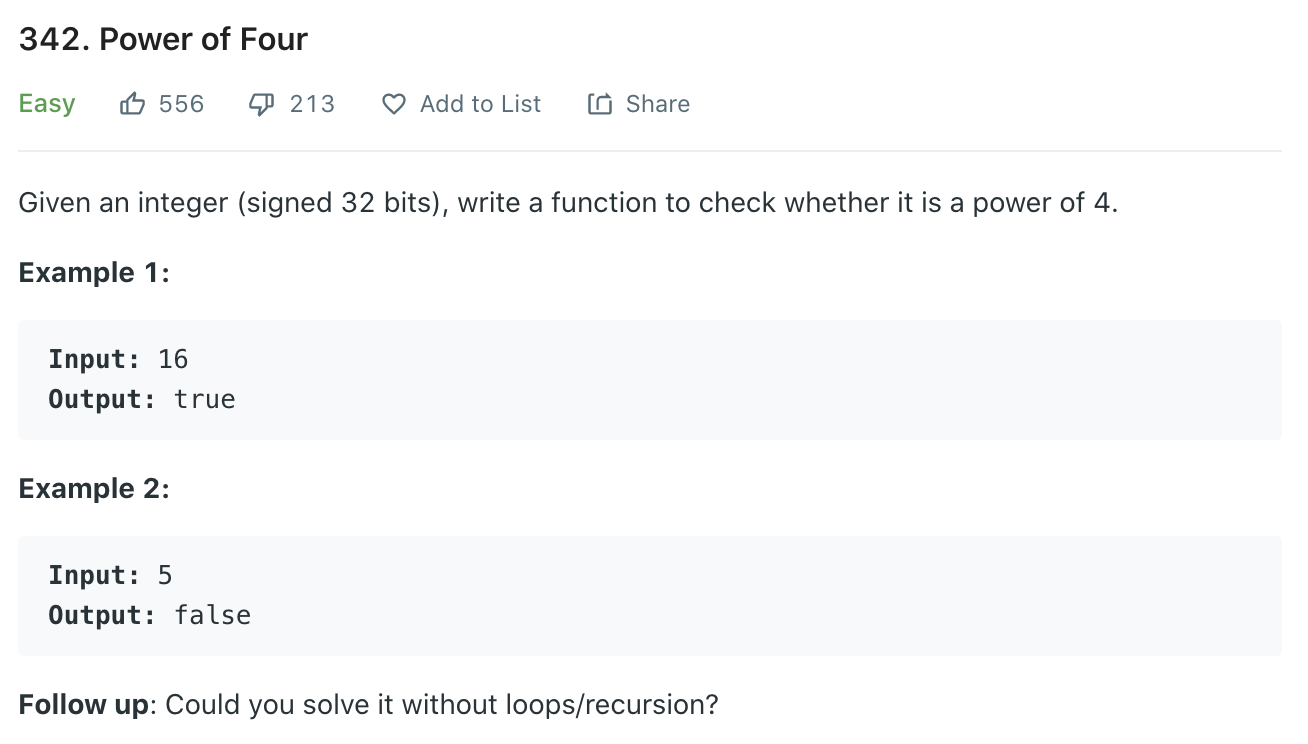 342. Power of Four
Easy 556 213 Add to List Share
Given an integer (signed 32 bits), write a function to check whether it is a power of 4.
Example 1:
Input: 16
Output: true
Example 2:
Input: 5
Output: false
Follow up: Could you solve it without loops/recursion?